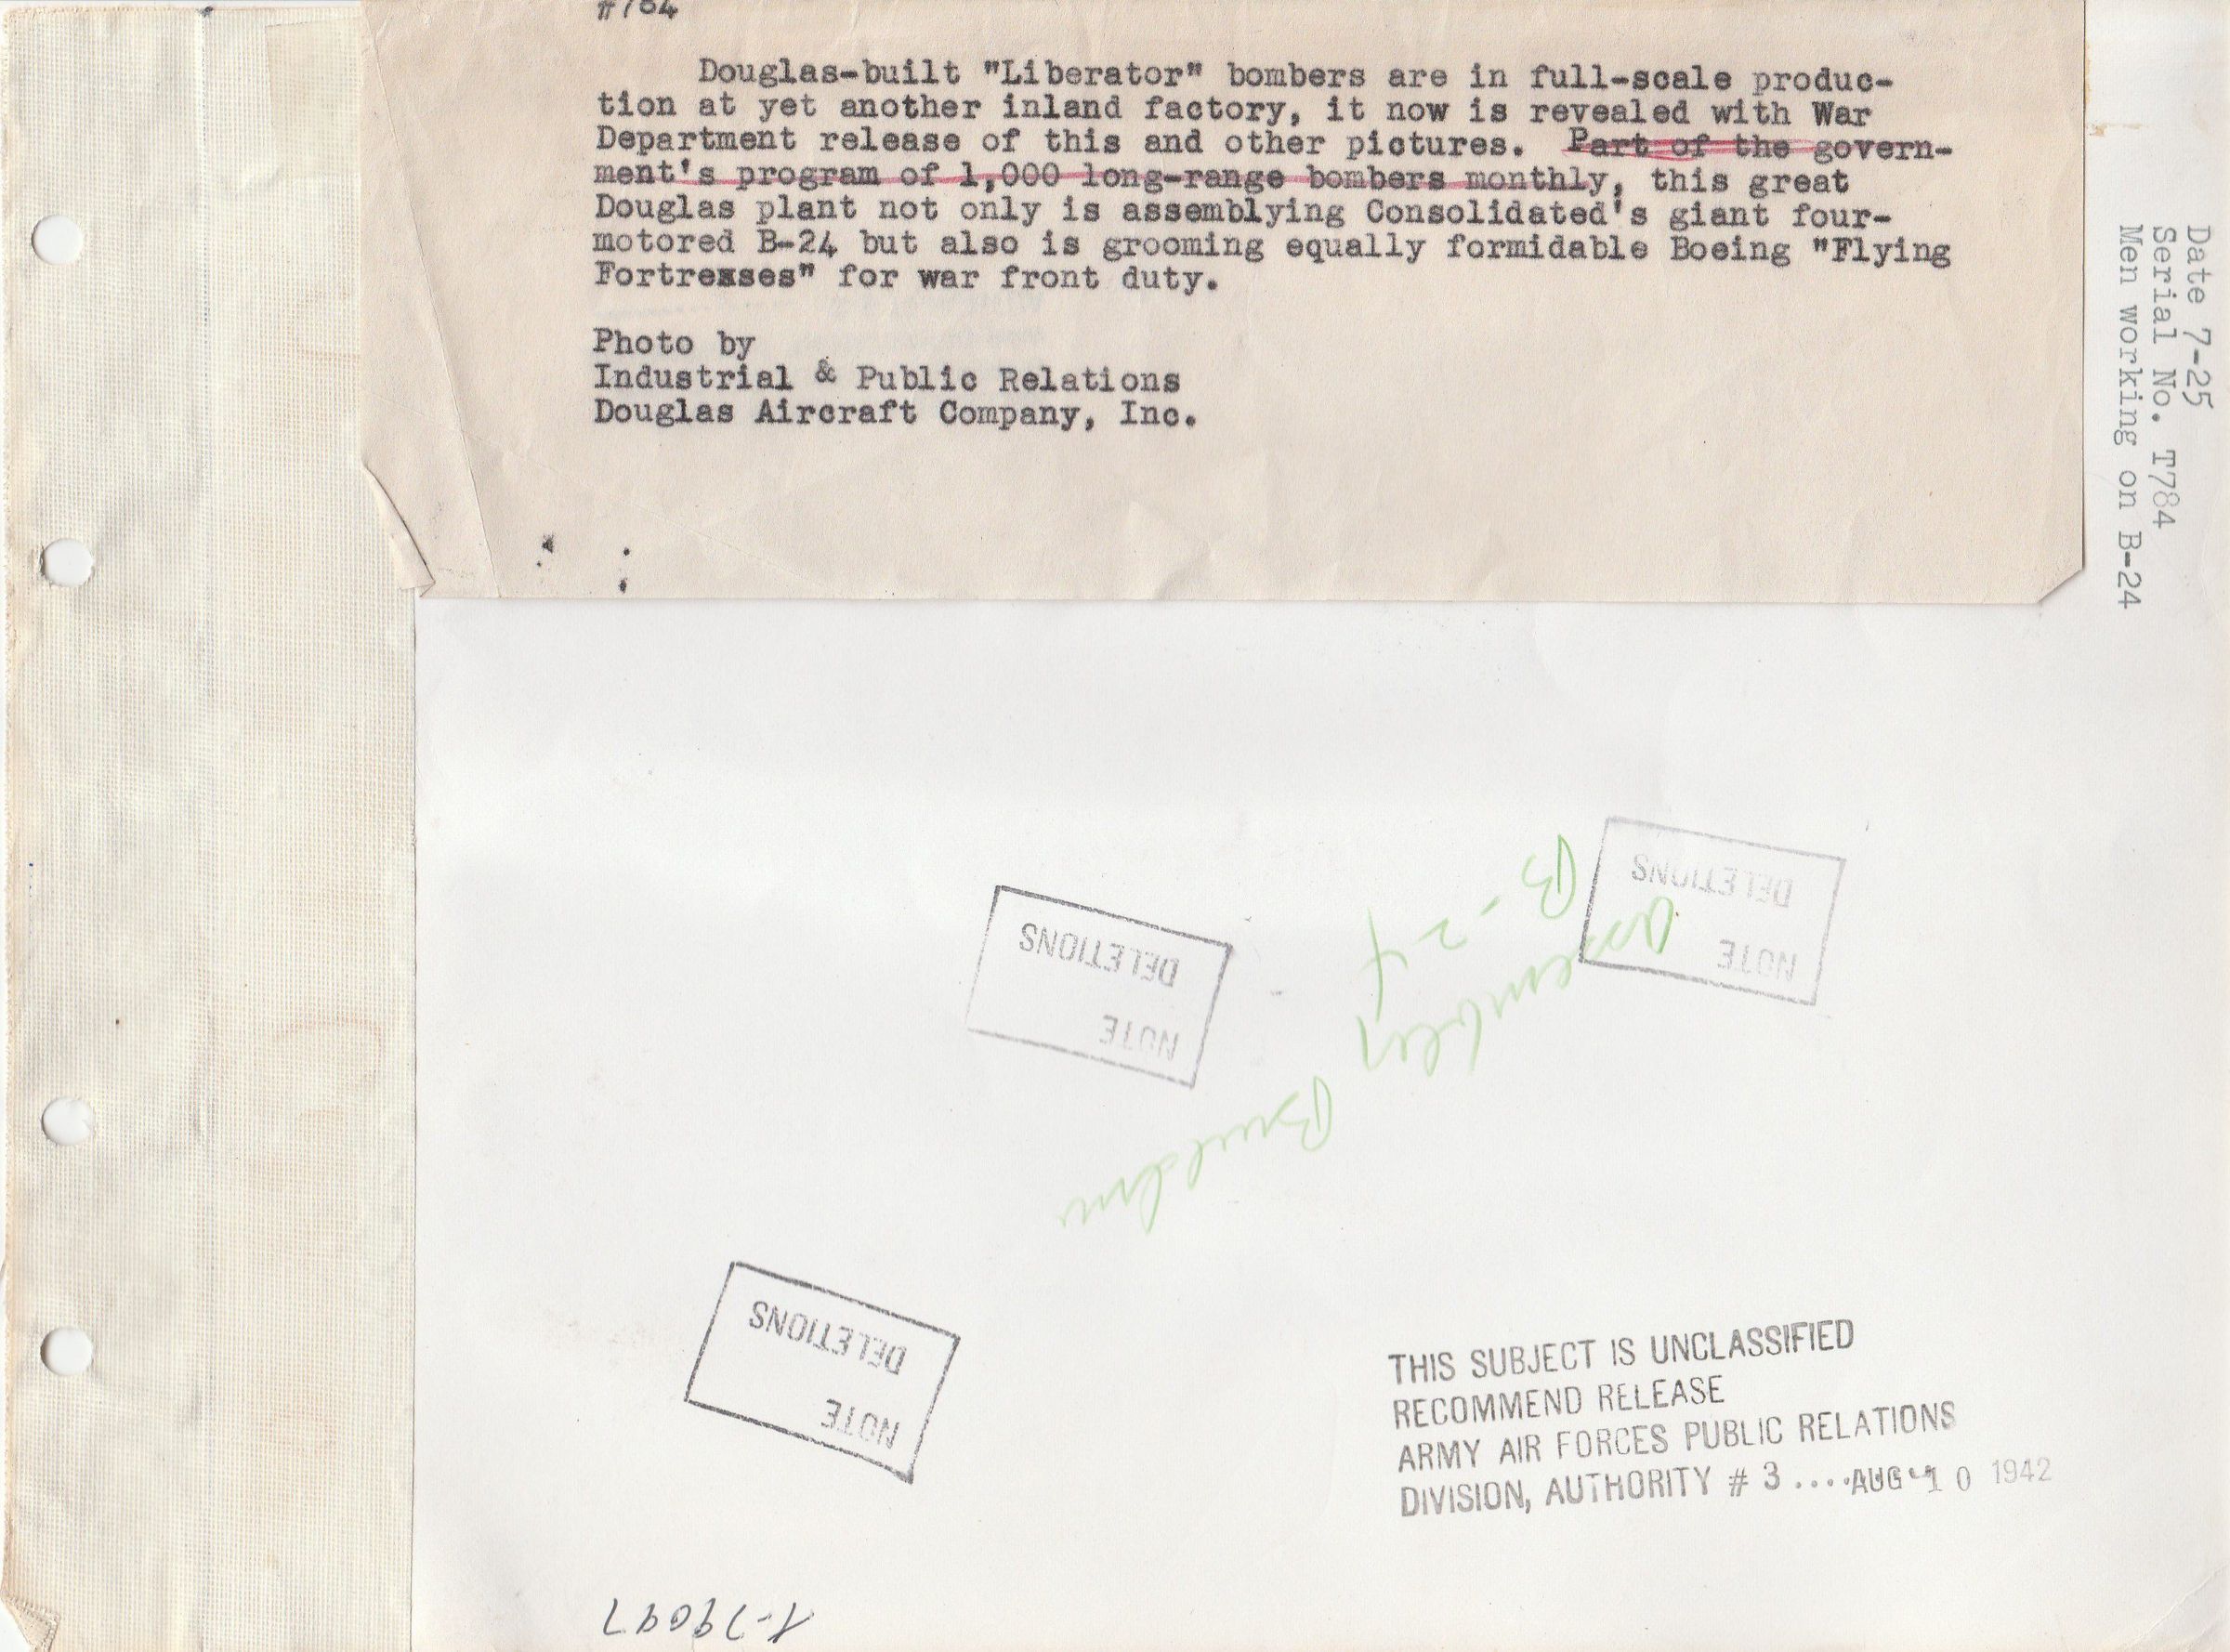 #784
Douglas-built "Liberator" bombers are in full-scale produc-
tion at yet another inland factory, it now is revealed with War
Department release of this and other pictures. Part of the govern-
ment's program of 1,000 long-range bombers monthly, this great
Douglas plant not only is assemblying Consolidated's giant four-
motored B-24 but also is grooming equally formidable Boeing "Flying
Fortresses" for war front duty.
Photo by
Industrial & Public Relations
Douglas Aircraft Company, Inc.
Date 7-25
Serial No. T784
Men working on B-24
NOTE
DELETIONS
NOTE
DELETIONS
B-24
NOTE
DELETIONS
THIS SUBJECT IS UNCLASSIFIED
RECOMMEND RELEASE
ARMY AIR FORCES PUBLIC RELATIONS
DIVISION, AUTHORITY # 3 .... AUG 10 1942